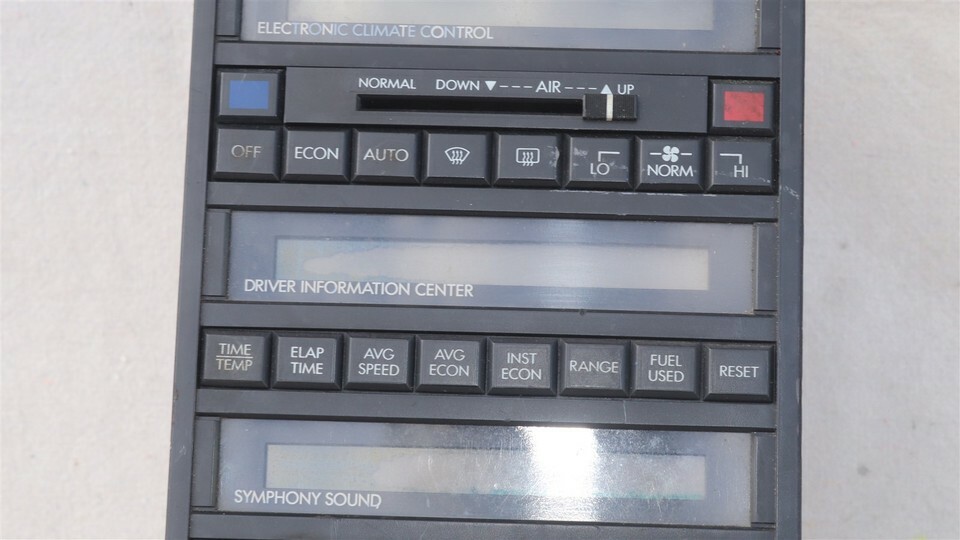 ELECTRONIC CLIMATE CONTROL
NORMAL DOWN ▼ --- AIR --- ▲ UP
OFF ECON AUTO LO NORM HI
DRIVER INFORMATION CENTER
TIME
TEMP
ELAP
TIME
AVG
SPEED
AVG
ECON
INST
ECON
RANGE
FUEL
USED
RESET
SYMPHONY SOUND